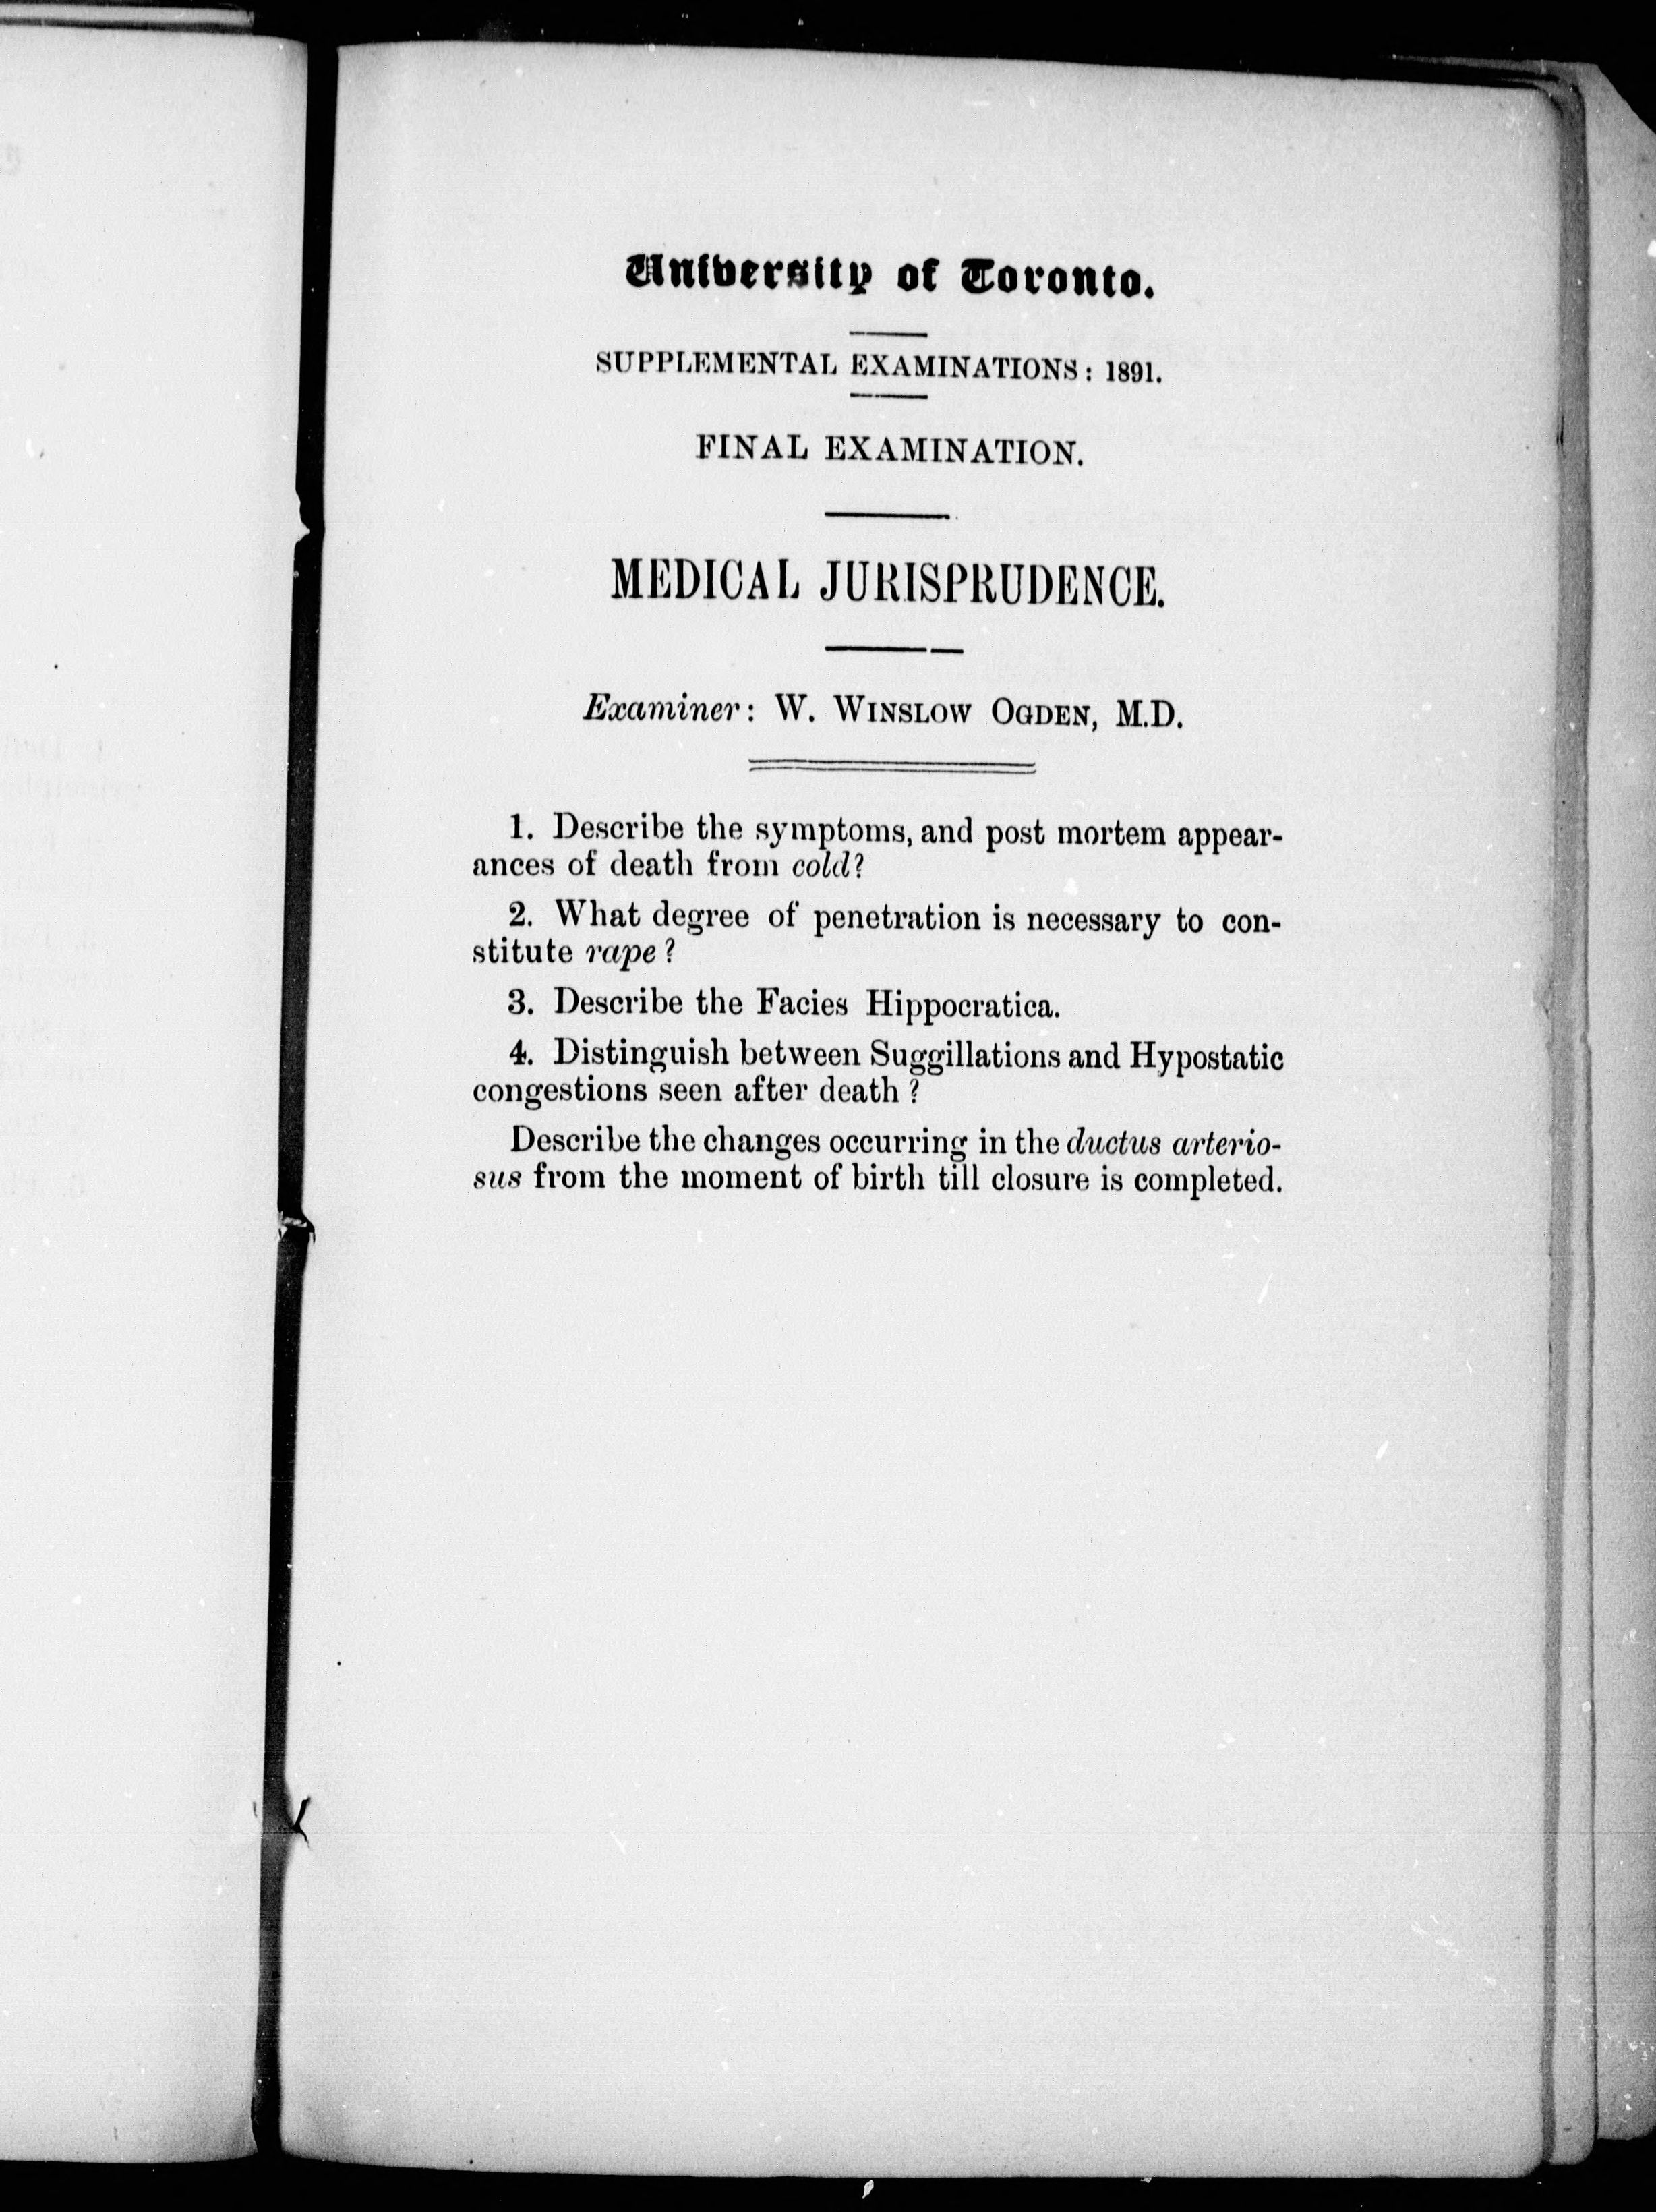 University of Toronto.
SUPPLEMENTAL EXAMINATIONS: 1891.
FINAL EXAMINATION.
MEDICAL JURISPRUDENCE.
Examiner: W. WINSLOW OGDEN, M.D.
1. Describe the symptoms, and post mortem appear-
ances of death from cold?
2. What degree of penetration is necessary to con-
stitute rape?
3. Describe the Facies Hippocratica.
4. Distinguish between Suggillations and Hypostatic
congestions seen after death?
Describe the changes occurring in the ductus arterio-
sus from the moment of birth till closure is completed.